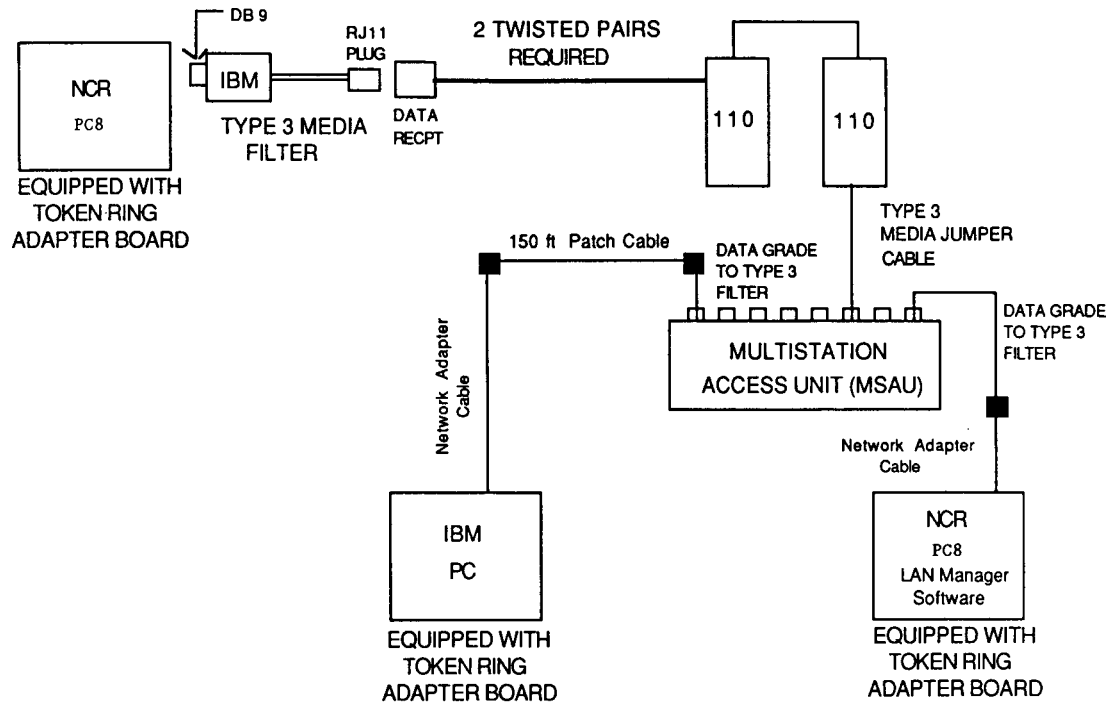 DB 9
NCR
PC8
EQUIPPED WITH
TOKEN RING
ADAPTER BOARD
IBM
TYPE 3 MEDIA
FILTER
RJ11
PLUG
DATA
RECPT
2 TWISTED PAIRS
REQUIRED
110
110
TYPE 3
MEDIA JUMPER
CABLE
150 ft Patch Cable
DATA GRADE
TO TYPE 3
FILTER
DATA GRADE
TO TYPE 3
FILTER
MULTISTATION
ACCESS UNIT (MSAU)
Network Adapter
Cable
Network Adapter
Cable
IBM
PC
EQUIPPED WITH
TOKEN RING
ADAPTER BOARD
NCR
PC8
LAN Manager
Software
EQUIPPED WITH
TOKEN RING
ADAPTER BOARD